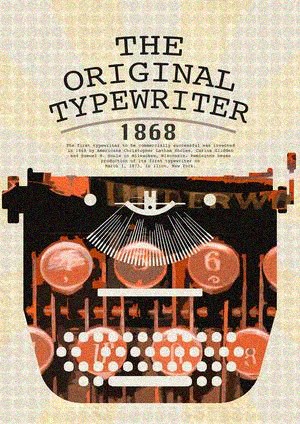 THE
ORIGINAL
TYPEWRITER
1868
The first typewriter to be commercially successful was invented
in 1868 by Americans Christopher Latham Sholes, Carlos Glidden
and Samuel W. Soule in Milwaukee, Wisconsin. Remington began
production of its first typewriter on
March 1, 1873, in Ilion, New York.
6
8